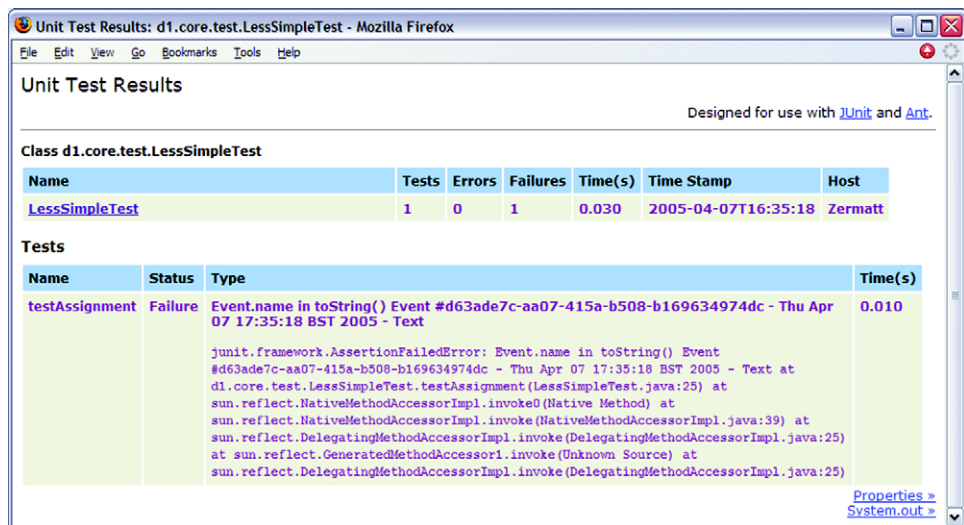 Unit Test Results: d1.core.test.LessSimpleTest - Mozilla Firefox
File Edit View Go Bookmarks Tools Help
Unit Test Results
Designed for use with JUnit and Ant.
Class d1.core.test.LessSimpleTest
Name Tests Errors Failures Time(s) Time Stamp Host
LessSimpleTest 1 0 1 0.030 2005-04-07T16:35:18 Zermatt
Tests
Name Status Type Time(s)
testAssignment Failure Event.name in toString() Event #d63ade7c-aa07-415a-b508-b169634974dc - Thu Apr 0.010
07 17:35:18 BST 2005 - Text
junit.framework.AssertionFailedError: Event.name in toString() Event
#d63ade7c-aa07-415a-b508-b169634974dc - Thu Apr 07 17:35:18 BST 2005 - Text at
d1.core.test.LessSimpleTest.testAssignment(LessSimpleTest.java:25) at
sun.reflect.NativeMethodAccessorImpl.invoke0(Native Method) at
sun.reflect.NativeMethodAccessorImpl.invoke(NativeMethodAccessorImpl.java:39) at
sun.reflect.DelegatingMethodAccessorImpl.invoke(DelegatingMethodAccessorImpl.java:25)
at sun.reflect.GeneratedMethodAccessor1.invoke(Unknown Source) at
sun.reflect.DelegatingMethodAccessorImpl.invoke(DelegatingMethodAccessorImpl.java:25)
Properties »
System.out »